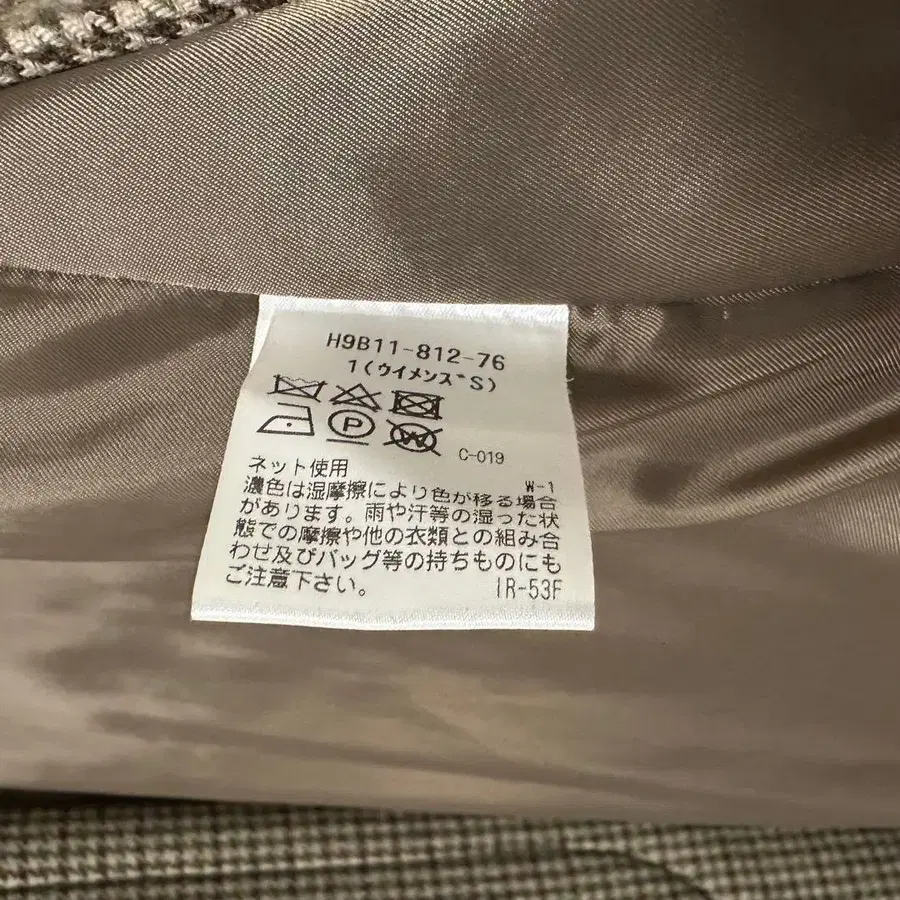 H9B11-812-76
1(ウイメンズ*S)
P
W
C-019
ネット使用
W-1
濃色は湿摩擦により色が移る場合
があります。雨や汗等の湿った状
態での摩擦や他の衣類との組み合
わせ及びバッグ等の持ちものにも
ご注意下さい。
IR-53F